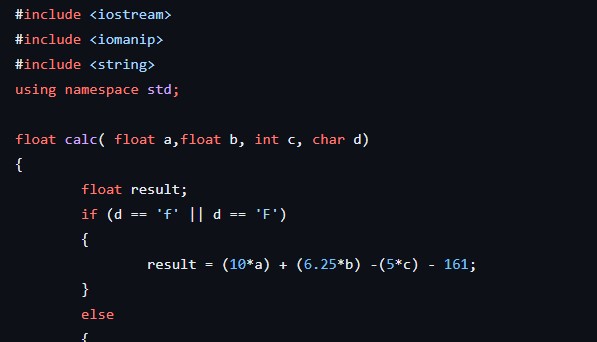 #include <iostream>
#include <iomanip>
#include <string>
using namespace std;
float calc( float a,float b, int c, char d)
{
float result;
if (d == 'f' || d == 'F')
{
result = (10*a) + (6.25*b) -(5*c) - 161;
}
else
{